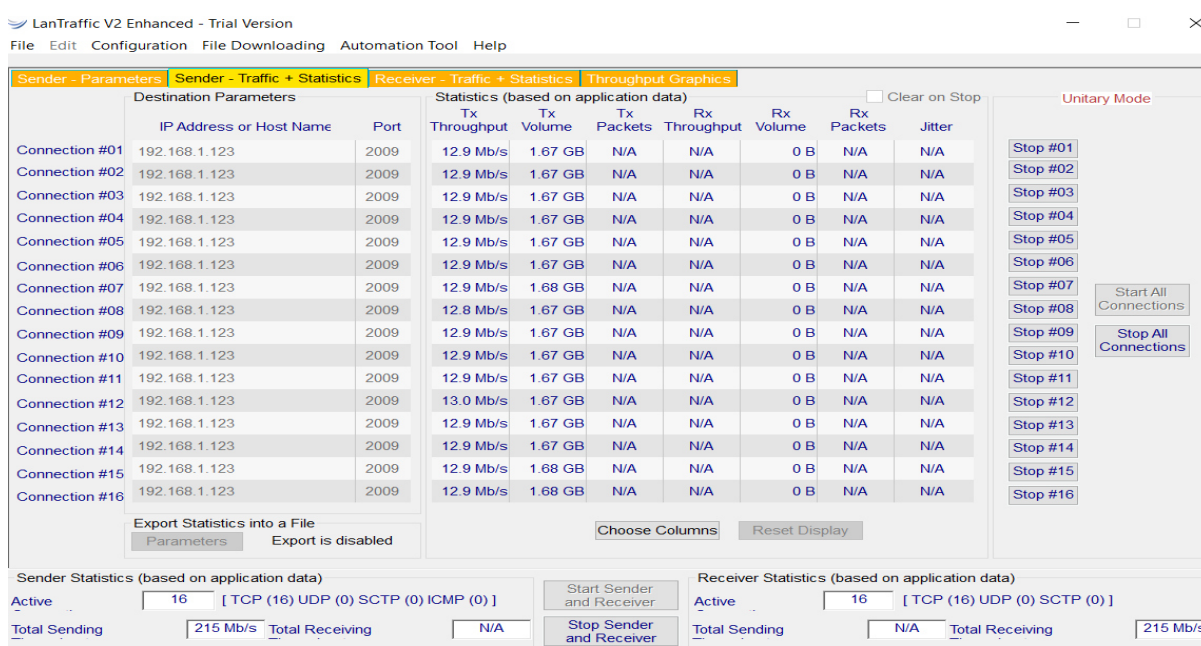 LanTraffic V2 Enhanced - Trial Version
File Edit Configuration File Downloading Automation Tool Help
Sender - Parameters Sender - Traffic + Statistics Receiver - Traffic + Statistics Throughput Graphics
Destination Parameters Statistics (based on application data) Clear on Stop Unitary Mode
IP Address or Host Name Port Tx Throughput Tx Volume Tx Packets Rx Throughput Rx Volume Rx Packets Jitter
Connection #01 192.168.1.123 2009 12.9 Mb/s 1.67 GB N/A N/A 0 B N/A N/A Stop #01
Connection #02 192.168.1.123 2009 12.9 Mb/s 1.67 GB N/A N/A 0 B N/A N/A Stop #02
Connection #03 192.168.1.123 2009 12.9 Mb/s 1.67 GB N/A N/A 0 B N/A N/A Stop #03
Connection #04 192.168.1.123 2009 12.9 Mb/s 1.67 GB N/A N/A 0 B N/A N/A Stop #04
Connection #05 192.168.1.123 2009 12.9 Mb/s 1.67 GB N/A N/A 0 B N/A N/A Stop #05
Connection #06 192.168.1.123 2009 12.9 Mb/s 1.67 GB N/A N/A 0 B N/A N/A Stop #06
Connection #07 192.168.1.123 2009 12.9 Mb/s 1.68 GB N/A N/A 0 B N/A N/A Stop #07 Start All Connections
Connection #08 192.168.1.123 2009 12.8 Mb/s 1.67 GB N/A N/A 0 B N/A N/A Stop #08
Connection #09 192.168.1.123 2009 12.9 Mb/s 1.67 GB N/A N/A 0 B N/A N/A Stop #09 Stop All Connections
Connection #10 192.168.1.123 2009 12.9 Mb/s 1.67 GB N/A N/A 0 B N/A N/A Stop #10
Connection #11 192.168.1.123 2009 12.9 Mb/s 1.67 GB N/A N/A 0 B N/A N/A Stop #11
Connection #12 192.168.1.123 2009 13.0 Mb/s 1.67 GB N/A N/A 0 B N/A N/A Stop #12
Connection #13 192.168.1.123 2009 12.9 Mb/s 1.67 GB N/A N/A 0 B N/A N/A Stop #13
Connection #14 192.168.1.123 2009 12.9 Mb/s 1.67 GB N/A N/A 0 B N/A N/A Stop #14
Connection #15 192.168.1.123 2009 12.9 Mb/s 1.68 GB N/A N/A 0 B N/A N/A Stop #15
Connection #16 192.168.1.123 2009 12.9 Mb/s 1.68 GB N/A N/A 0 B N/A N/A Stop #16
Export Statistics into a File
Parameters Export is disabled Choose Columns Reset Display
Sender Statistics (based on application data) Start Sender and Receiver Receiver Statistics (based on application data)
Active 16 [ TCP (16) UDP (0) SCTP (0) ICMP (0) ] Active 16 [ TCP (16) UDP (0) SCTP (0) ]
Total Sending 215 Mb/s Total Receiving N/A Stop Sender and Receiver Total Sending N/A Total Receiving 215 Mb/s